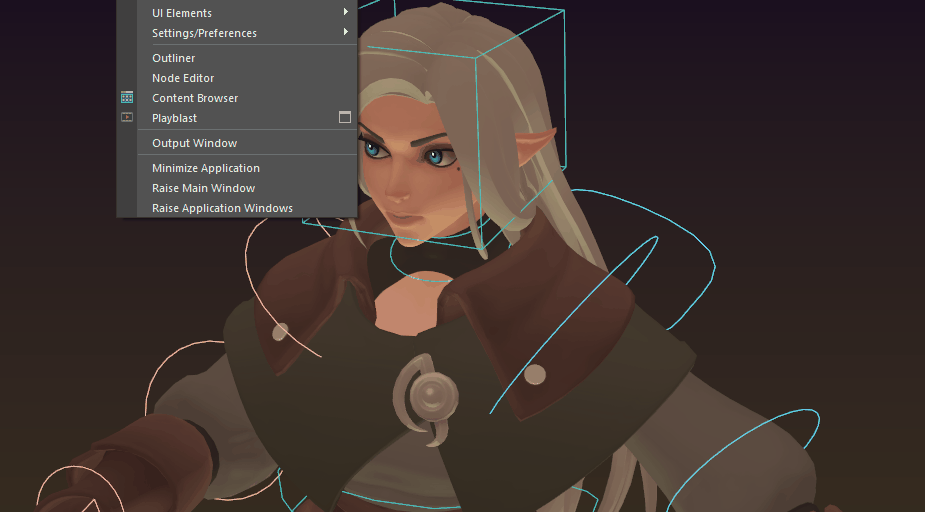 UI Elements
Settings/Preferences
Outliner
Node Editor
Content Browser
Playblast
Output Window
Minimize Application
Raise Main Window
Raise Application Windows